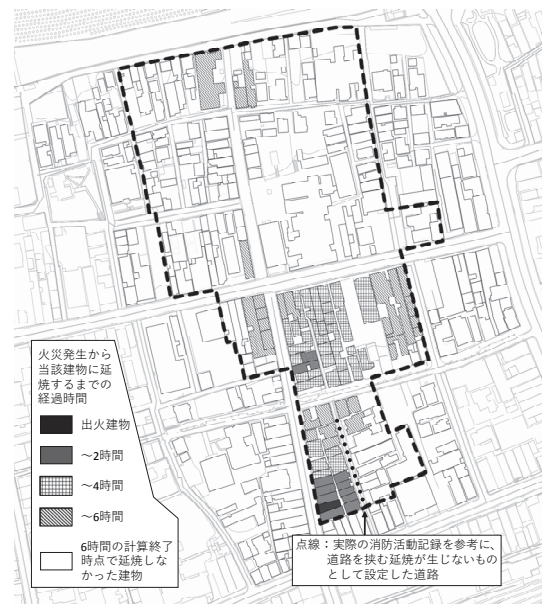 火災発生から
当該建物に延
焼するまでの
経過時間
出火建物
～2時間
～4時間
～6時間
6時間の計算終了
時点で延焼しな
かった建物
点線：実際の消防活動記録を参考に、
道路を挟む延焼が生じないもの
として設定した道路